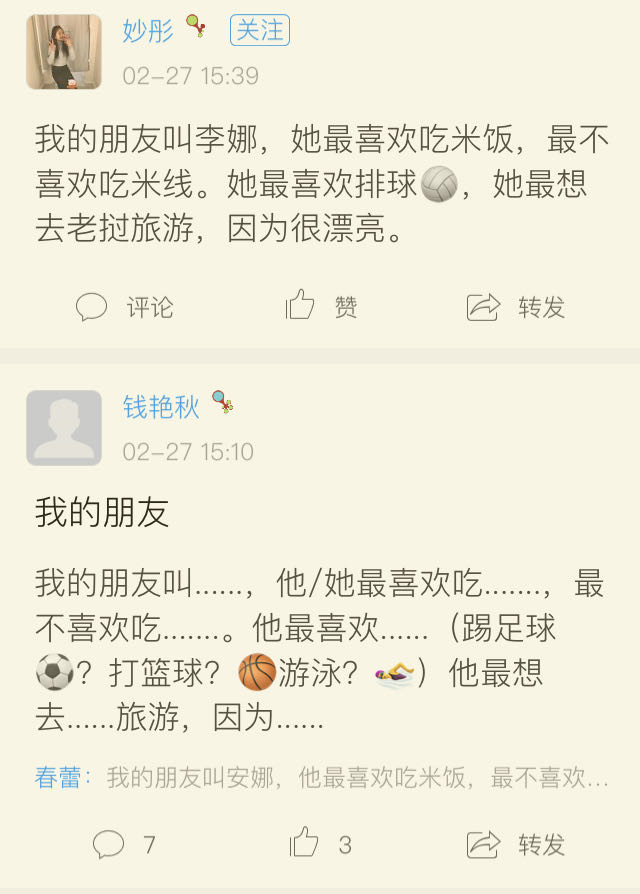 妙彤 关注
02-27 15:39
我的朋友叫李娜，她最喜欢吃米饭，最不
喜欢吃米线。她最喜欢排球🏐，她最想
去老挝旅游，因为很漂亮。
评论 赞 转发
钱艳秋
02-27 15:10
我的朋友
我的朋友叫......，他/她最喜欢吃.......，最
不喜欢吃.......。他最喜欢......（踢足球
⚽？打篮球？🏀游泳？🏊）他最想
去......旅游，因为......
春蕾：我的朋友叫安娜，他最喜欢吃米饭，最不喜欢...
7 3 转发